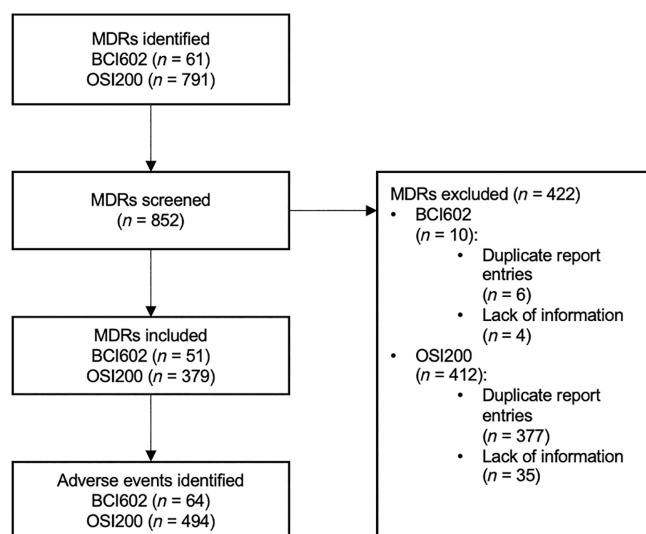 MDRs identified
BCI602 (n = 61)
OSI200 (n = 791)
MDRs screened
(n = 852)
MDRs excluded (n = 422)
• BCI602
(n = 10):
• Duplicate report
entries
(n = 6)
• Lack of information
(n = 4)
• OSI200
(n = 412):
• Duplicate report
entries
(n = 377)
• Lack of information
(n = 35)
MDRs included
BCI602 (n = 51)
OSI200 (n = 379)
Adverse events identified
BCI602 (n = 64)
OSI200 (n = 494)